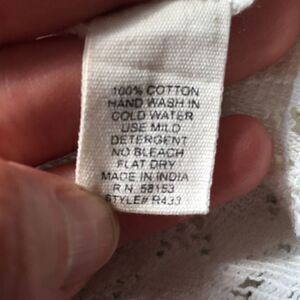 100% COTTON
HAND WASH IN
COLD WATER
USE MILD
DETERGENT
NO BLEACH
FLAT DRY
MADE IN INDIA
R.N. 58153
STYLE# R433